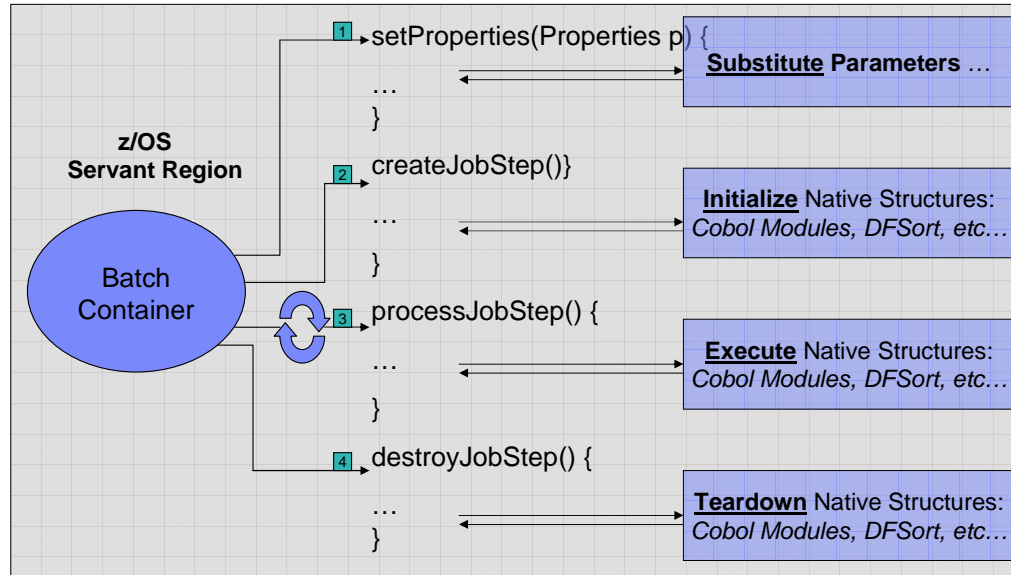 z/OS
Servant Region
Batch
Container
1
setProperties(Properties p) {
…
}
Substitute Parameters …
2
createJobStep()}
…
}
Initialize Native Structures:
Cobol Modules, DFSort, etc…
3
processJobStep() {
…
}
Execute Native Structures:
Cobol Modules, DFSort, etc…
4
destroyJobStep() {
…
}
Teardown Native Structures:
Cobol Modules, DFSort, etc…